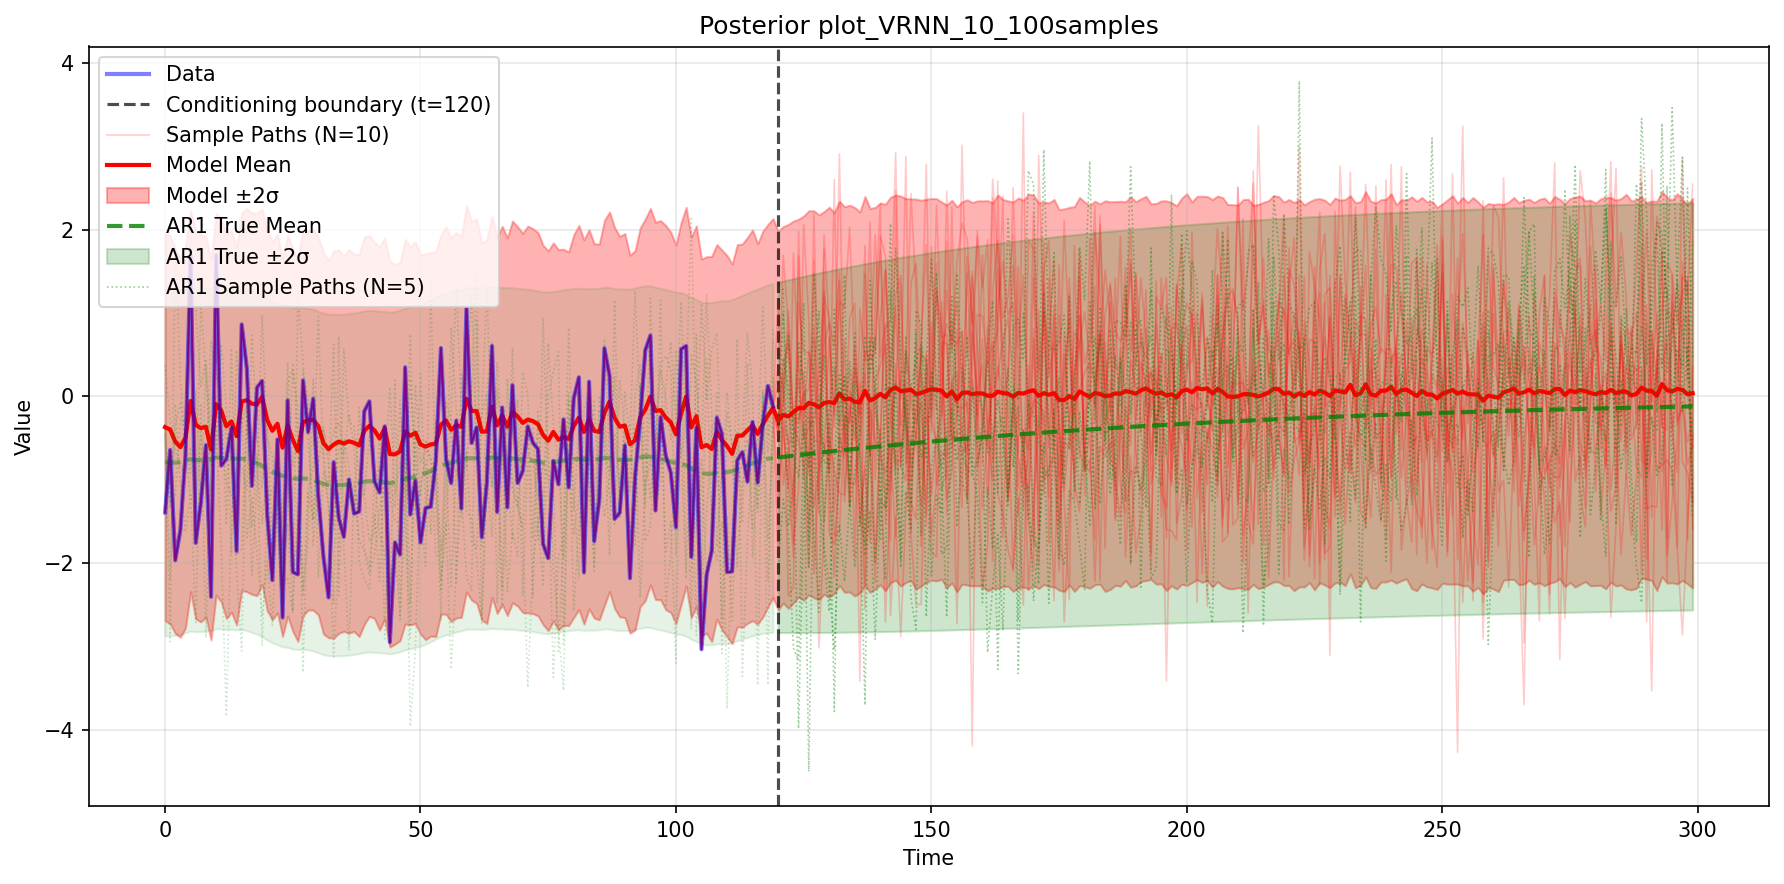 Posterior plot_VRNN_10_100samples
Data
Conditioning boundary (t=120)
Sample Paths (N=10)
Model Mean
Model ±2σ
AR1 True Mean
AR1 True ±2σ
AR1 Sample Paths (N=5)
4
2
0
−2
−4
Value
0 50 100 150 200 250 300
Time